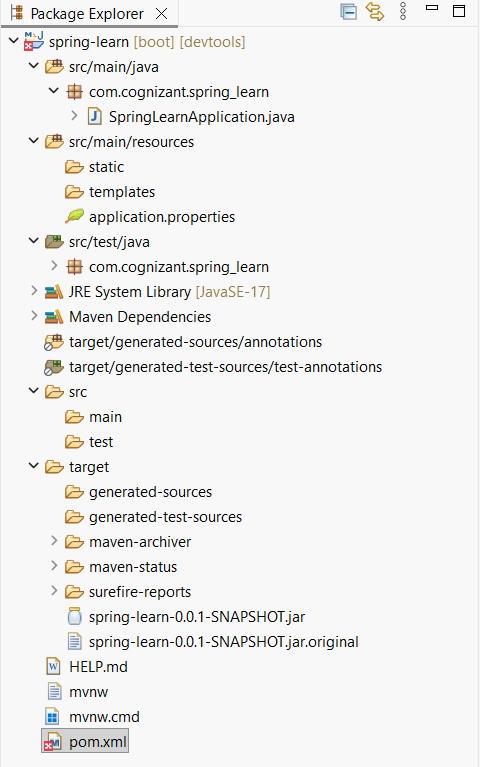 Package Explorer
spring-learn [boot] [devtools]
src/main/java
com.cognizant.spring_learn
SpringLearnApplication.java
src/main/resources
static
templates
application.properties
src/test/java
com.cognizant.spring_learn
JRE System Library [JavaSE-17]
Maven Dependencies
target/generated-sources/annotations
target/generated-test-sources/test-annotations
src
main
test
target
generated-sources
generated-test-sources
maven-archiver
maven-status
surefire-reports
spring-learn-0.0.1-SNAPSHOT.jar
spring-learn-0.0.1-SNAPSHOT.jar.original
HELP.md
mvnw
mvnw.cmd
pom.xml